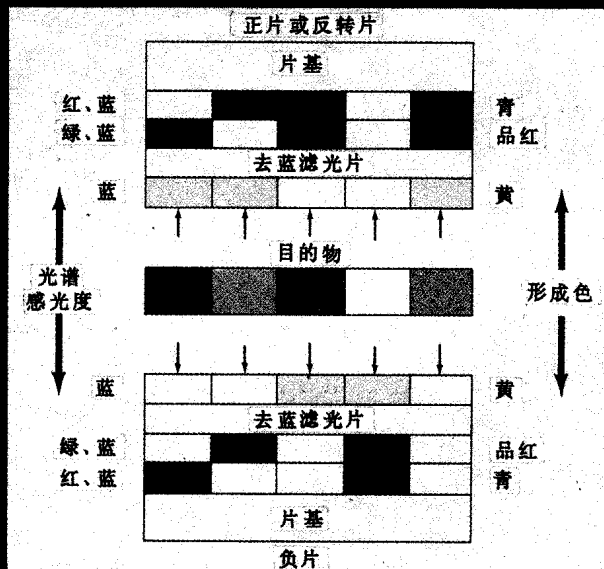 正片或反转片
片基
红、蓝 青
绿、蓝 品红
去蓝滤光片
蓝 黄
目的物
光谱
感光度
形成色
蓝 黄
去蓝滤光片
绿、蓝 品红
红、蓝 青
片基
负片